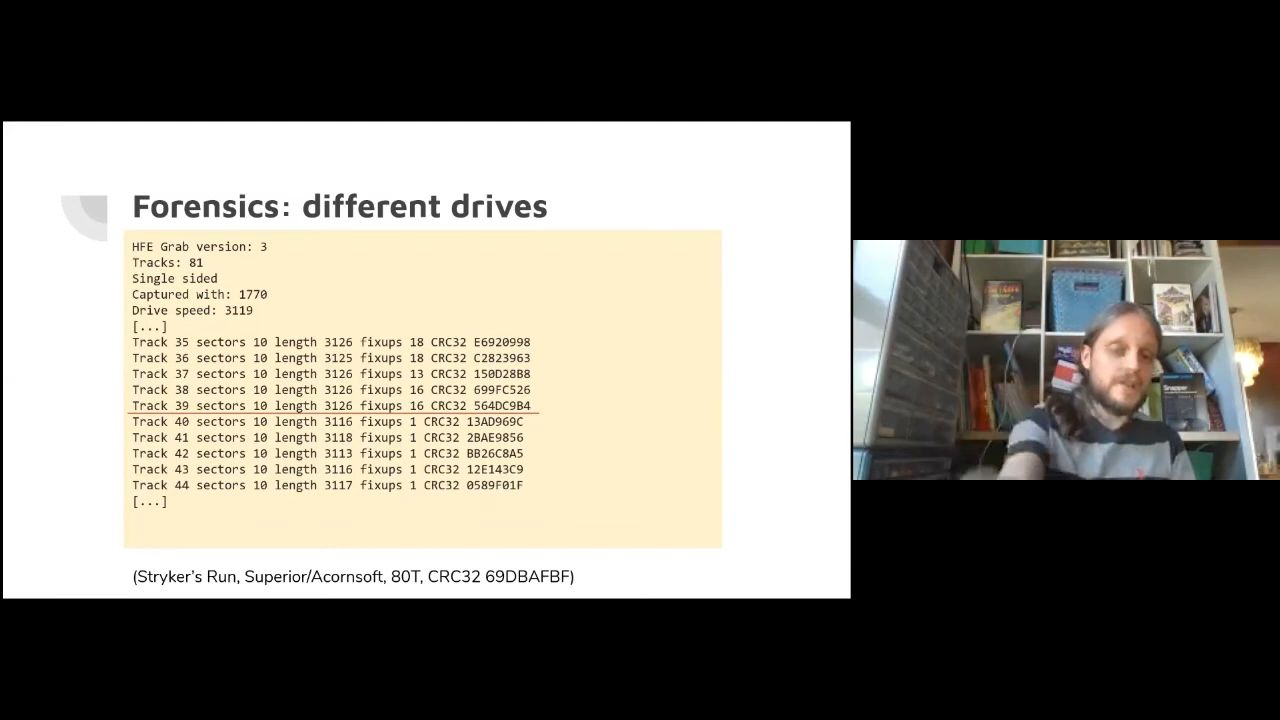 Forensics: different drives
HFE Grab version: 3
Tracks: 81
Single sided
Captured with: 1770
Drive speed: 3119
[...]
Track 35 sectors 10 length 3126 fixups 18 CRC32 E6920998
Track 36 sectors 10 length 3125 fixups 18 CRC32 C2823963
Track 37 sectors 10 length 3126 fixups 13 CRC32 150D28B8
Track 38 sectors 10 length 3126 fixups 16 CRC32 699FC526
Track 39 sectors 10 length 3126 fixups 16 CRC32 564DC9B4
Track 40 sectors 10 length 3116 fixups 1 CRC32 13AD969C
Track 41 sectors 10 length 3118 fixups 1 CRC32 2BAE9856
Track 42 sectors 10 length 3113 fixups 1 CRC32 BB26C8A5
Track 43 sectors 10 length 3116 fixups 1 CRC32 12E143C9
Track 44 sectors 10 length 3117 fixups 1 CRC32 0589F01F
[...]
(Stryker's Run, Superior/Acornsoft, 80T, CRC32 69DBAFBF)
Snapper